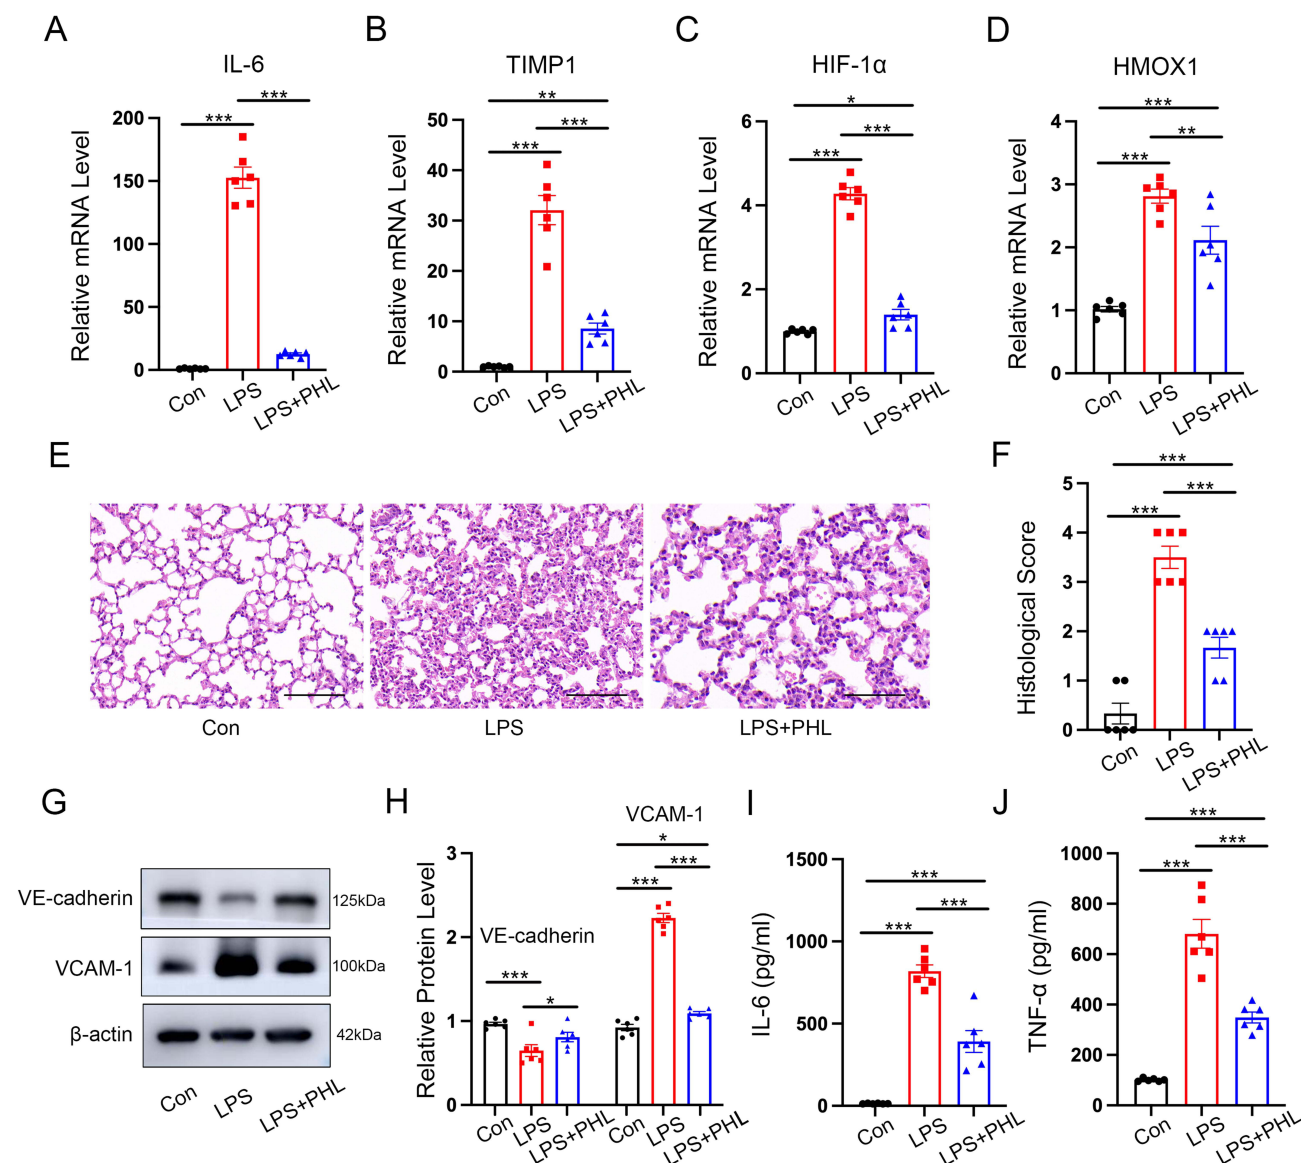 A
IL-6
Relative mRNA Level
200
150
100
50
0
***
***
Con
LPS
LPS+PHL
B
TIMP1
Relative mRNA Level
50
40
30
20
10
0
**
***
***
Con
LPS
LPS+PHL
C
HIF-1α
Relative mRNA Level
6
4
2
0
*
***
***
Con
LPS
LPS+PHL
D
HMOX1
Relative mRNA Level
4
3
2
1
0
***
**
***
Con
LPS
LPS+PHL
E
Con
LPS
LPS+PHL
F
Histological Score
5
4
3
2
1
0
***
***
***
Con
LPS
LPS+PHL
G
VE-cadherin
125kDa
VCAM-1
100kDa
β-actin
42kDa
Con
LPS
LPS+PHL
H
Relative Protein Level
3
2
1
0
VE-cadherin
***
*
VCAM-1
*
***
***
Con
LPS
LPS+PHL
Con
LPS
LPS+PHL
I
IL-6 (pg/ml)
1500
1000
500
0
***
***
***
Con
LPS
LPS+PHL
J
TNF-α (pg/ml)
1000
800
600
400
200
0
***
***
***
Con
LPS
LPS+PHL